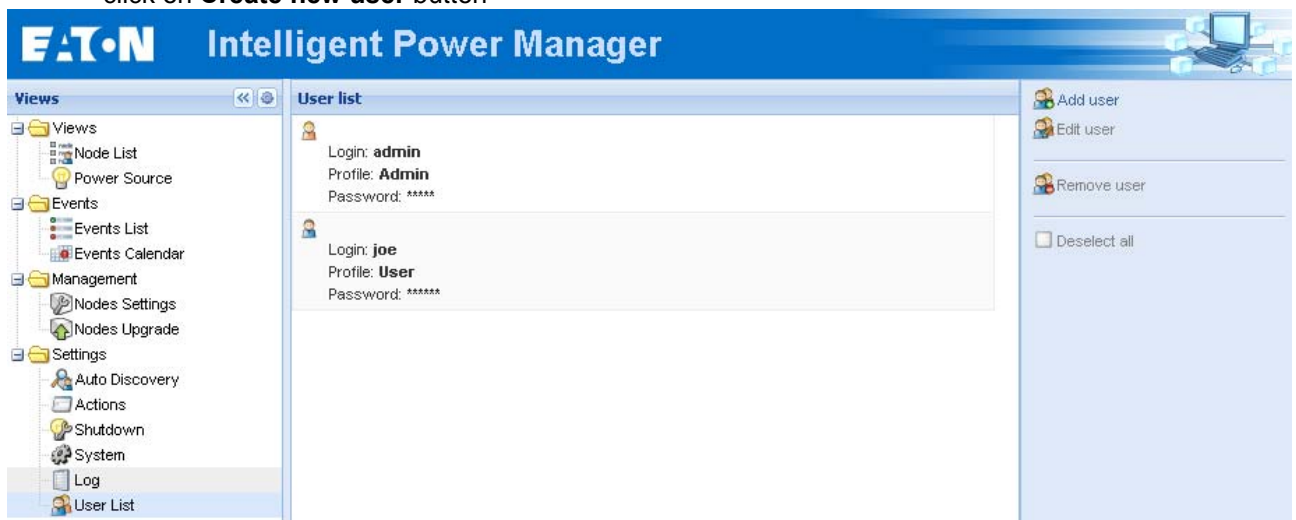 click on Create new user button
EATON Intelligent Power Manager
Views
Views
Node List
Power Source
Events
Events List
Events Calendar
Management
Nodes Settings
Nodes Upgrade
Settings
Auto Discovery
Actions
Shutdown
System
Log
User List
User list
Login: admin
Profile: Admin
Password: *****
Login: joe
Profile: User
Password: ******
Add user
Edit user
Remove user
Deselect all